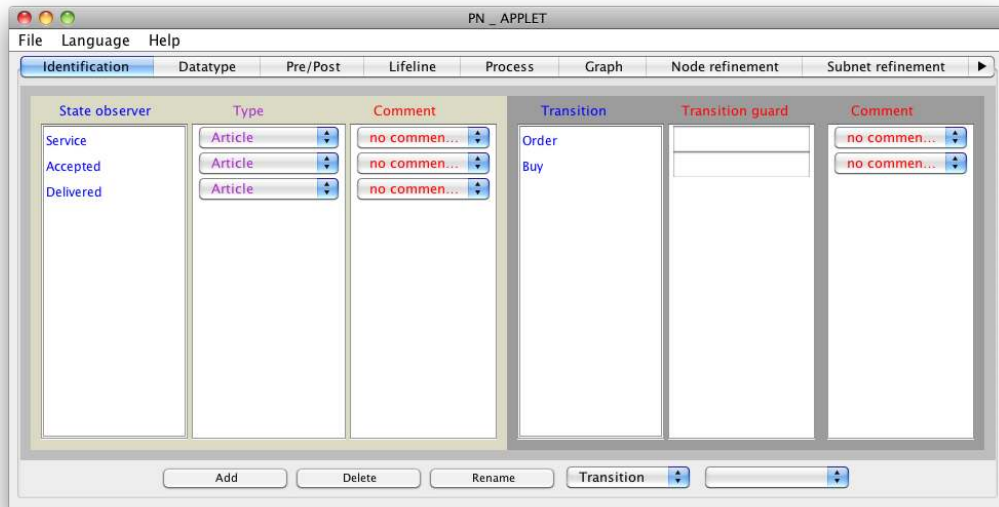 PN _ APPLET
File Language Help
Identification Datatype Pre/Post Lifeline Process Graph Node refinement Subnet refinement
State observer Type Comment Transition Transition guard Comment
Service Article no commen... Order no commen...
Accepted Article no commen... Buy no commen...
Delivered Article no commen...
Add Delete Rename Transition